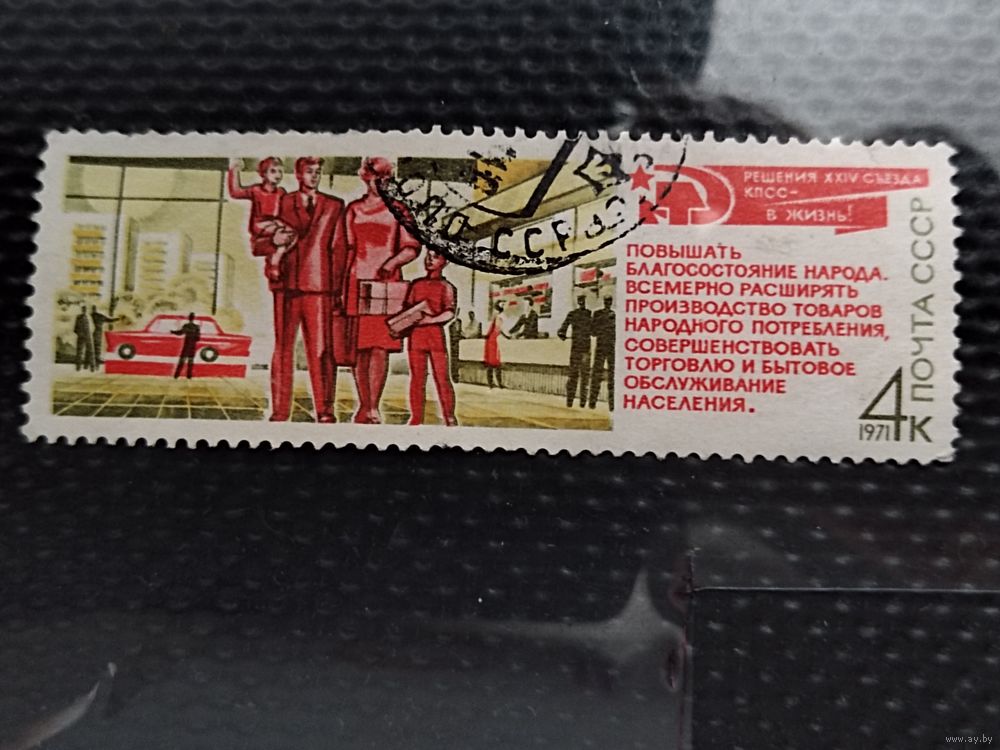 РЕШЕНИЯ XXIV СЪЕЗДА
КПСС-
В ЖИЗНЬ!
ПОВЫШАТЬ
БЛАГОСОСТОЯНИЕ НАРОДА.
ВСЕМЕРНО РАСШИРЯТЬ
ПРОИЗВОДСТВО ТОВАРОВ
НАРОДНОГО ПОТРЕБЛЕНИЯ,
СОВЕРШЕНСТВОВАТЬ
ТОРГОВЛЮ И БЫТОВОЕ
ОБСЛУЖИВАНИЕ
НАСЕЛЕНИЯ.
ПОЧТА СССР
4К
1971
www.ay.by